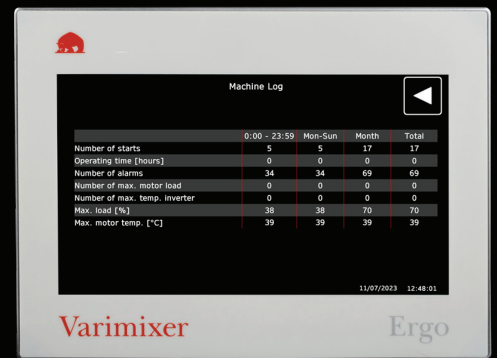 Machine Log
0:00 - 23:59 Mon-Sun Month Total
Number of starts 5 5 17 17
Operating time [hours] 0 0 0 0
Number of alarms 34 34 69 69
Number of max. motor load 0 0 0 0
Number of max. temp. inverter 0 0 0 0
Max. load [%] 38 38 70 70
Max. motor temp. [°C] 39 39 39 39
11/07/2023 12:48:01
Varimixer Ergo